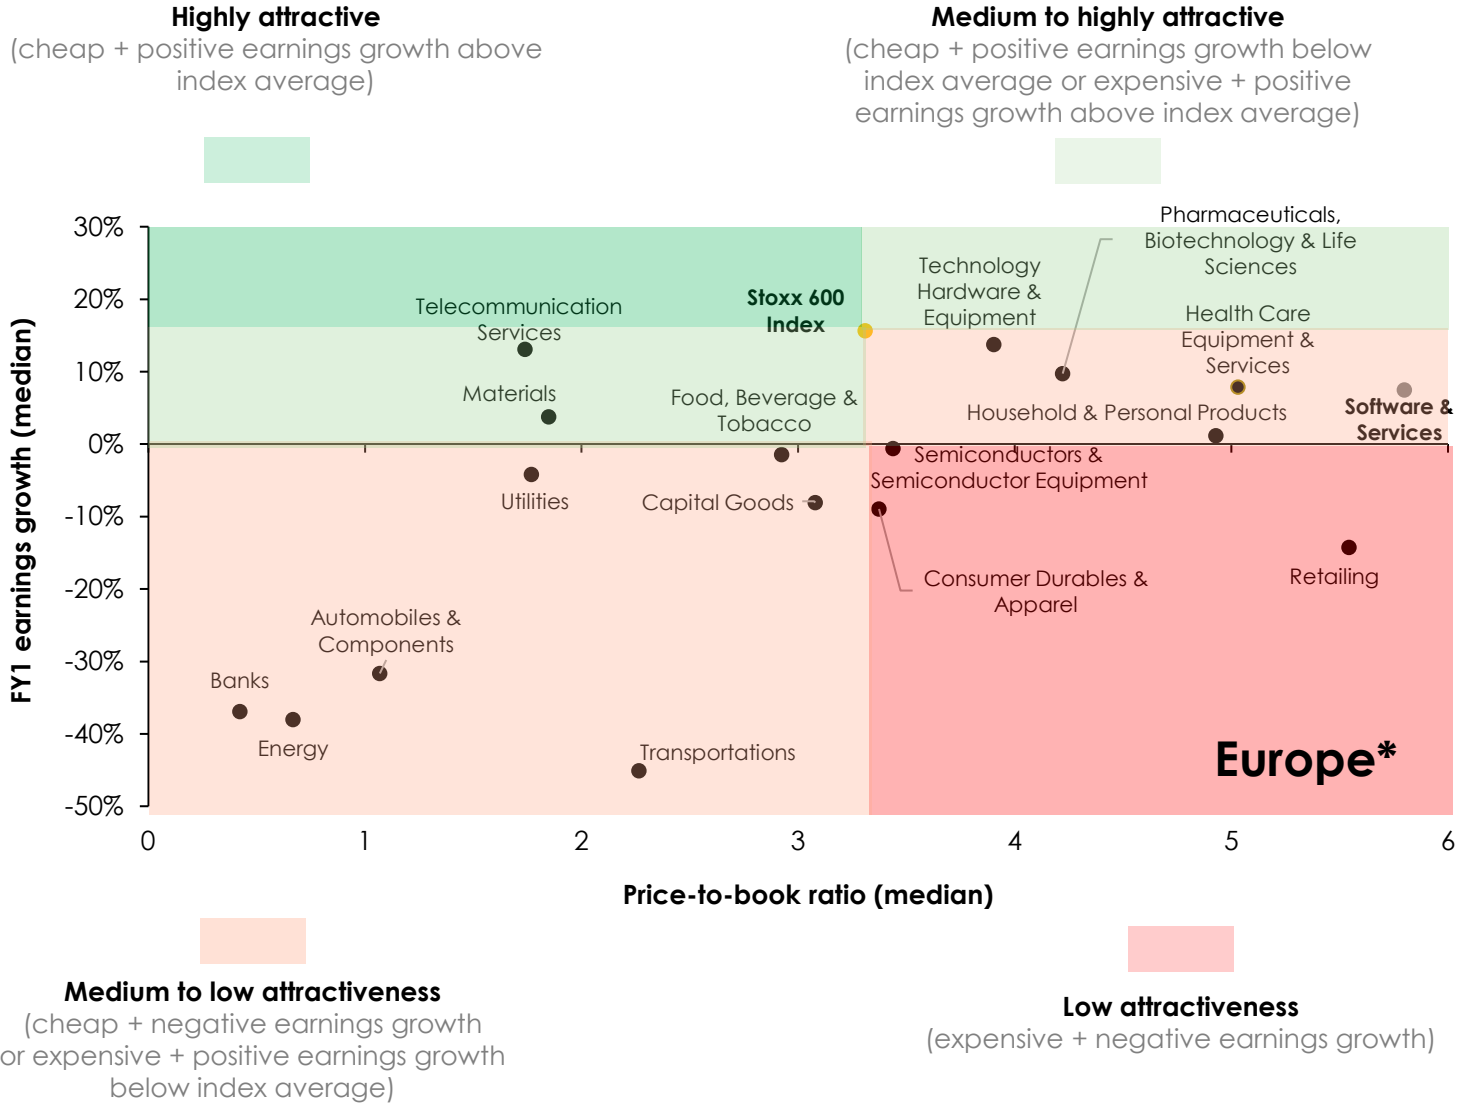 Highly attractive
(cheap + positive earnings growth above
index average)
Medium to highly attractive
(cheap + positive earnings growth below
index average or expensive + positive
earnings growth above index average)
FY1 earnings growth (median)
30%
20%
10%
0%
-10%
-20%
-30%
-40%
-50%
Pharmaceuticals,
Biotechnology & Life
Sciences
Technology
Hardware &
Equipment
Stoxx 600
Index
Telecommunication
Services
Health Care
Equipment &
Services
Materials
Food, Beverage &
Tobacco
Household & Personal Products
Software &
Services
Semiconductors &
Semiconductor Equipment
Utilities
Capital Goods
Consumer Durables &
Apparel
Retailing
Automobiles &
Components
Banks
Energy
Transportations
Europe*
0
1
2
3
4
5
6
Price-to-book ratio (median)
Medium to low attractiveness
(cheap + negative earnings growth
or expensive + positive earnings growth
below index average)
Low attractiveness
(expensive + negative earnings growth)